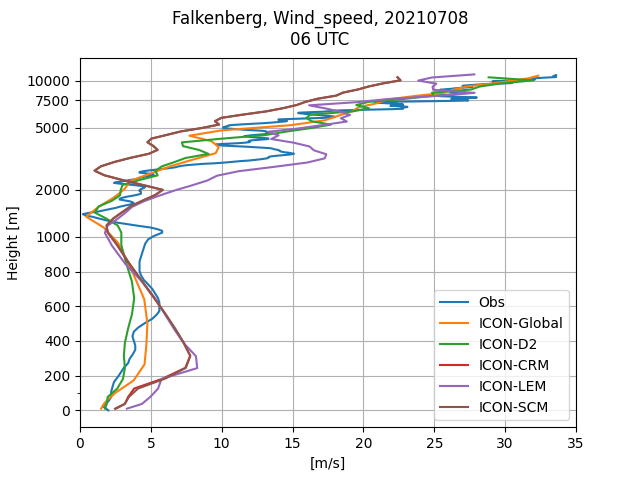 Falkenberg, Wind_speed, 20210708
06 UTC
Height [m]
10000
7500
5000
2000
1000
800
600
400
200
0
0 5 10 15 20 25 30 35
[m/s]
Obs
ICON-Global
ICON-D2
ICON-CRM
ICON-LEM
ICON-SCM